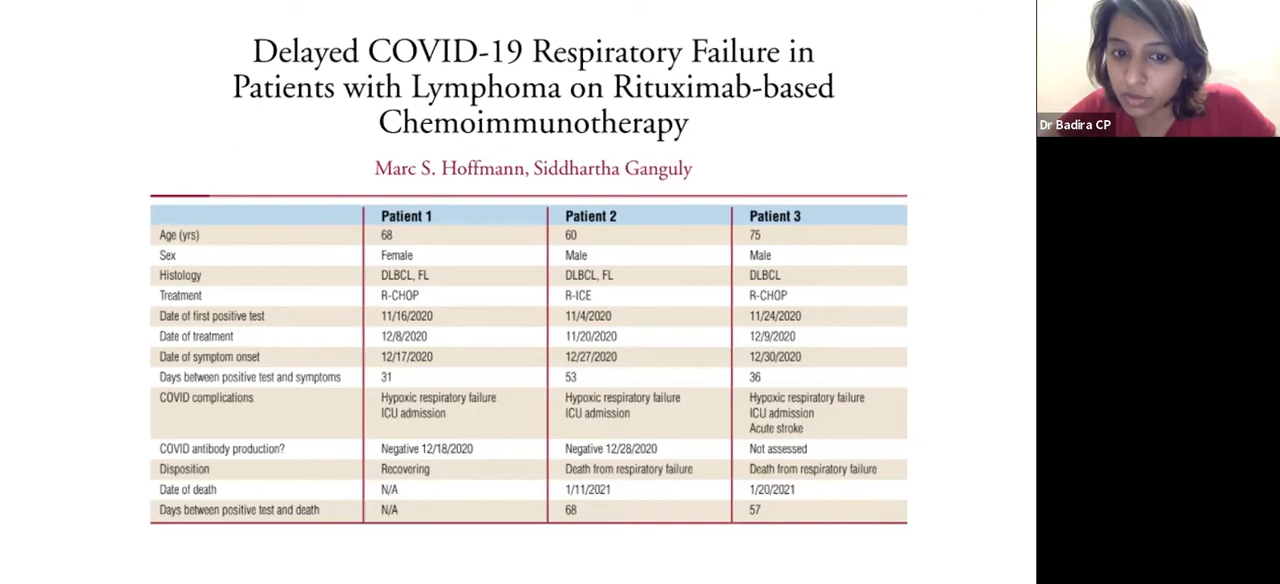 Delayed COVID-19 Respiratory Failure in
Patients with Lymphoma on Rituximab-based
Chemoimmunotherapy
Marc S. Hoffmann, Siddhartha Ganguly
Patient 1 Patient 2 Patient 3
Age (yrs) 68 60 75
Sex Female Male Male
Histology DLBCL, FL DLBCL, FL DLBCL
Treatment R-CHOP R-ICE R-CHOP
Date of first positive test 11/16/2020 11/4/2020 11/24/2020
Date of treatment 12/8/2020 11/20/2020 12/9/2020
Date of symptom onset 12/17/2020 12/27/2020 12/30/2020
Days between positive test and symptoms 31 53 36
COVID complications Hypoxic respiratory failure Hypoxic respiratory failure Hypoxic respiratory failure
ICU admission ICU admission ICU admission
Acute stroke
COVID antibody production? Negative 12/18/2020 Negative 12/28/2020 Not assessed
Disposition Recovering Death from respiratory failure Death from respiratory failure
Date of death N/A 1/11/2021 1/20/2021
Days between positive test and death N/A 68 57
Dr Badira CP